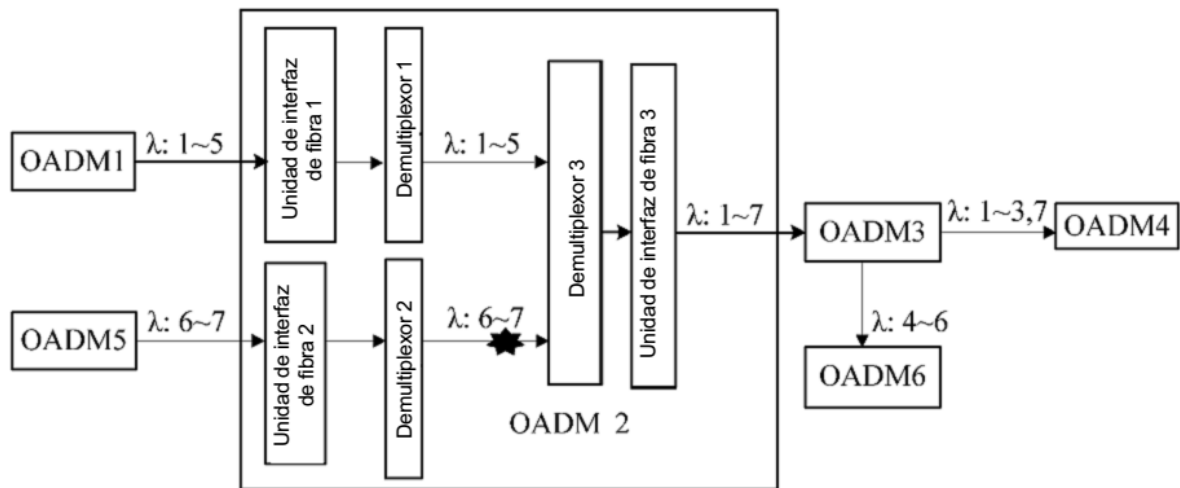 OADM1
λ: 1~5
Unidad de interfaz
de fibra 1
Demultiplexor 1
λ: 1~5
Demultiplexor 3
Unidad de interfaz de fibra 3
λ: 1~7
OADM3
λ: 1~3,7
OADM4
OADM5
λ: 6~7
Unidad de interfaz
de fibra 2
Demultiplexor 2
λ: 6~7
λ: 4~6
OADM6
OADM 2